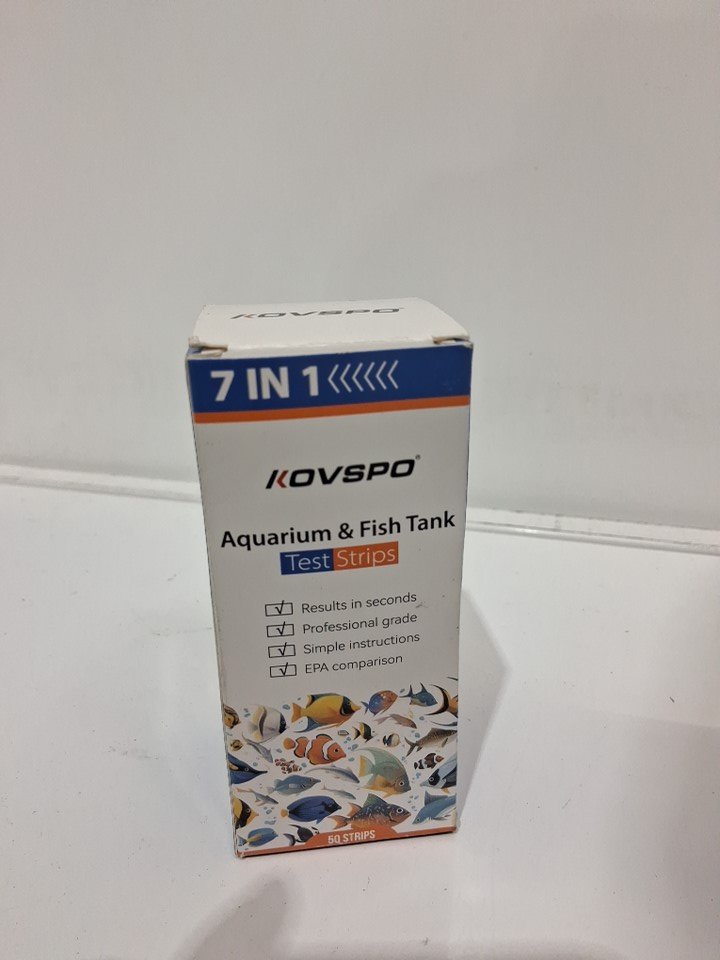 KOVSPO
7 IN 1
KOVSPO®
Aquarium & Fish Tank
Test Strips
Results in seconds
Professional grade
Simple instructions
EPA comparison
50 STRIPS